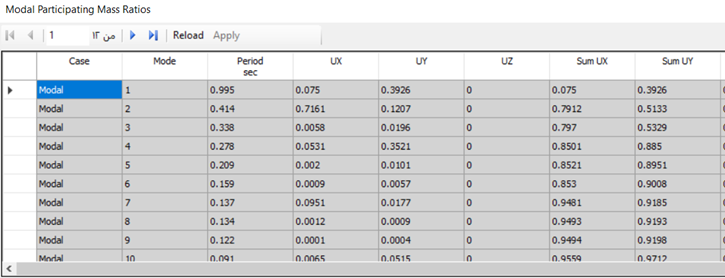 Modal Participating Mass Ratios
1 من ١٣ Reload Apply
Case Mode Period sec UX UY UZ Sum UX Sum UY
Modal 1 0.995 0.075 0.3926 0 0.075 0.3926
Modal 2 0.414 0.7161 0.1207 0 0.7912 0.5133
Modal 3 0.338 0.0058 0.0196 0 0.797 0.5329
Modal 4 0.278 0.0531 0.3521 0 0.8501 0.885
Modal 5 0.209 0.002 0.0101 0 0.8521 0.8951
Modal 6 0.159 0.0009 0.0057 0 0.853 0.9008
Modal 7 0.137 0.0951 0.0177 0 0.9481 0.9185
Modal 8 0.134 0.0012 0.0009 0 0.9493 0.9193
Modal 9 0.122 0.0001 0.0004 0 0.9494 0.9198
Modal 10 0.091 0.0065 0.0515 0 0.9559 0.9712